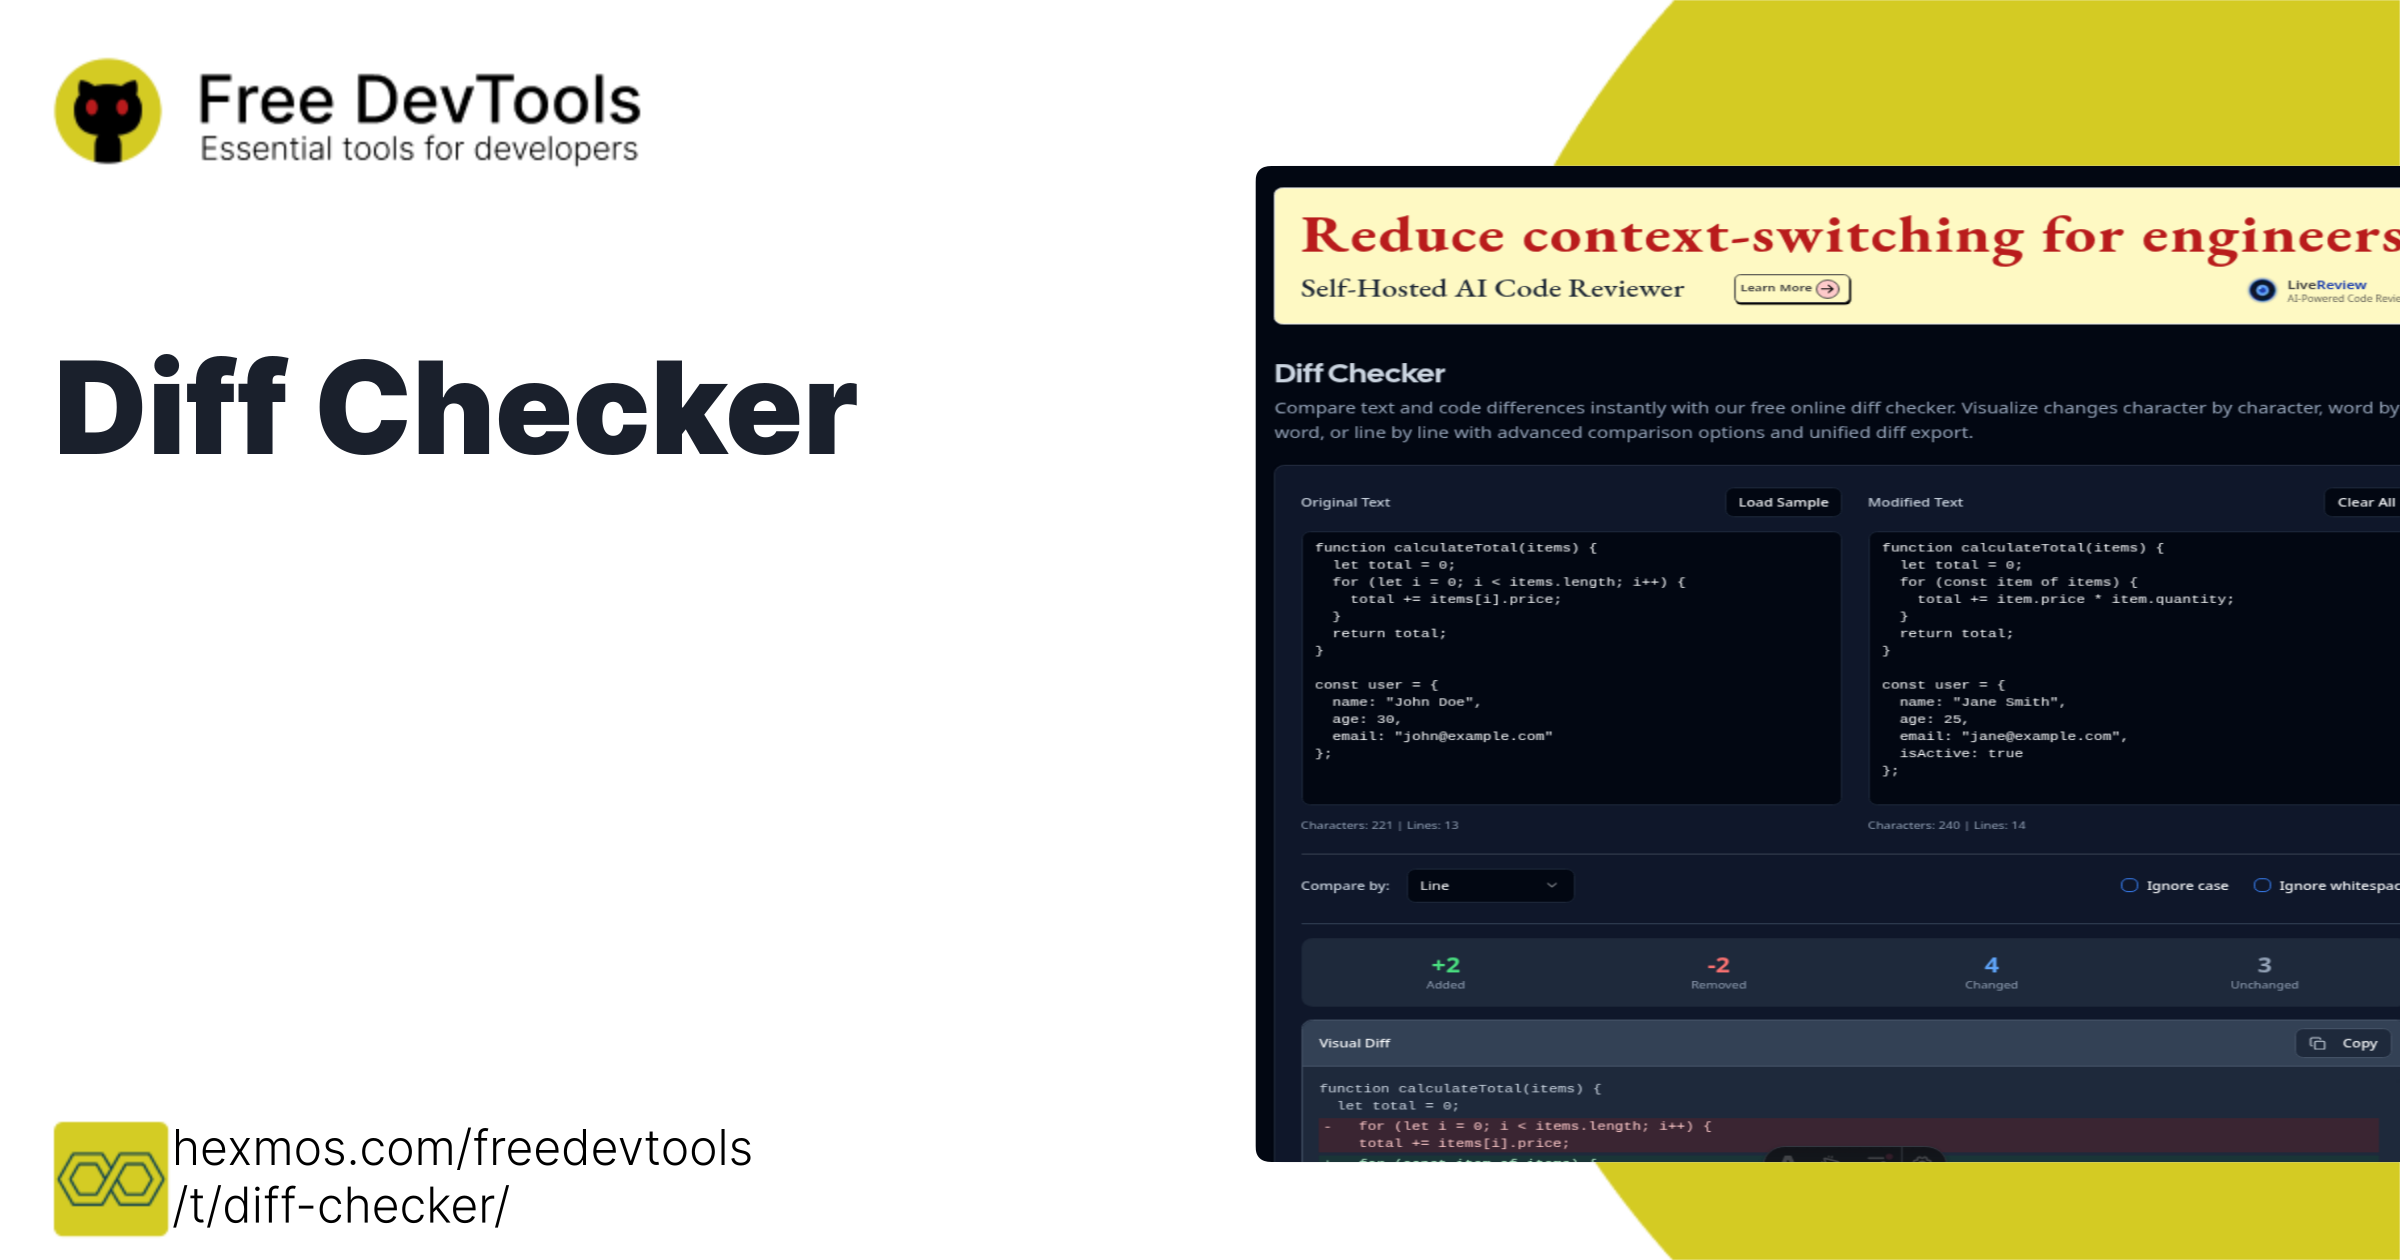 Free DevTools
Essential tools for developers
Diff Checker
hexmos.com/freedevtools
/t/diff-checker/
Reduce context-switching for engineers
Self-Hosted AI Code Reviewer
Learn More
LiveReview
AI-Powered Code
Diff Checker
Compare text and code differences instantly with our free online diff checker. Visualize changes character by character, word by
word, or line by line with advanced comparison options and unified diff export.
Original Text
Load Sample
function calculateTotal(items) {
  let total = 0;
  for (let i = 0; i < items.length; i++) {
    total += items[i].price;
  }
  return total;
}
const user = {
  name: "John Doe",
  age: 30,
  email: "john@example.com"
};
Characters: 221 | Lines: 13
Modified Text
Clear All
function calculateTotal(items) {
  let total = 0;
  for (const item of items) {
    total += item.price * item.quantity;
  }
  return total;
}
const user = {
  name: "Jane Smith",
  age: 25,
  email: "jane@example.com",
  isActive: true
};
Characters: 240 | Lines: 14
Compare by:
Line
Ignore case
Ignore whitespac
+2
Added
-2
Removed
4
Changed
3
Unchanged
Visual Diff
Copy
function calculateTotal(items) {
  let total = 0;
-   for (let i = 0; i < items.length; i++) {
    total += items[i].price;